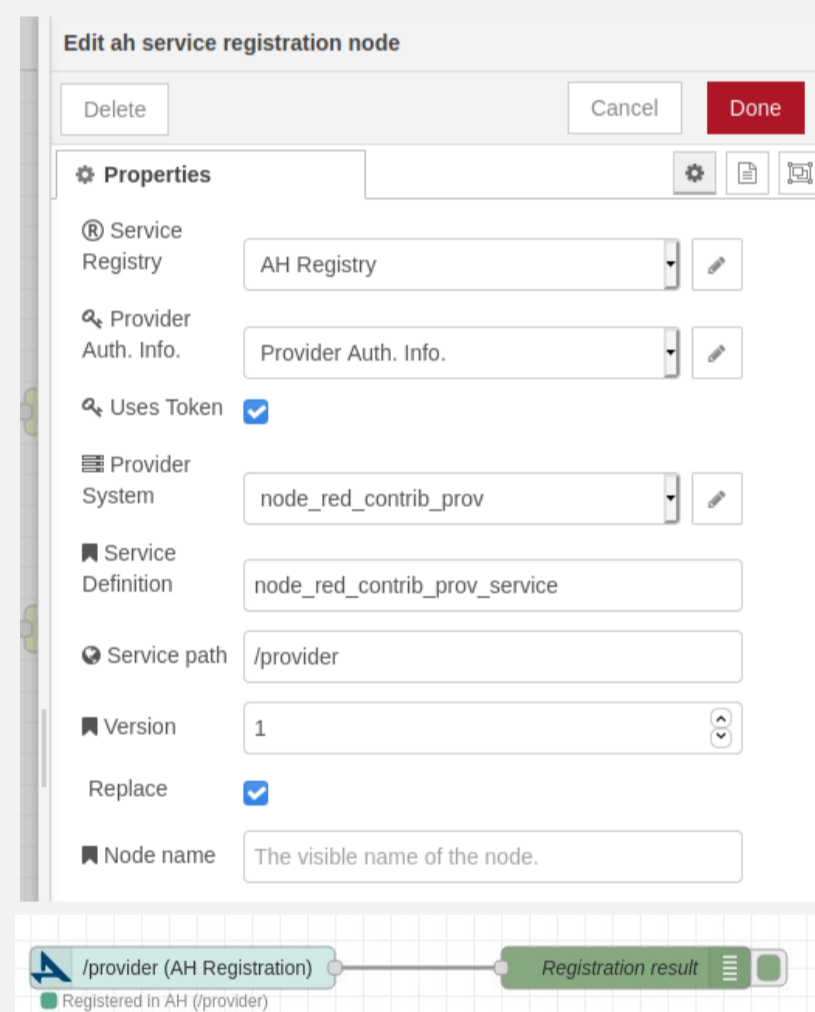 Edit ah service registration node
Delete
Cancel
Done
Properties
® Service
Registry
AH Registry
Provider
Auth. Info.
Provider Auth. Info.
Uses Token
Provider
System
node_red_contrib_prov
Service
Definition
node_red_contrib_prov_service
Service path
/provider
Version
1
Replace
Node name
The visible name of the node.
/provider (AH Registration)
Registration result
Registered in AH (/provider)